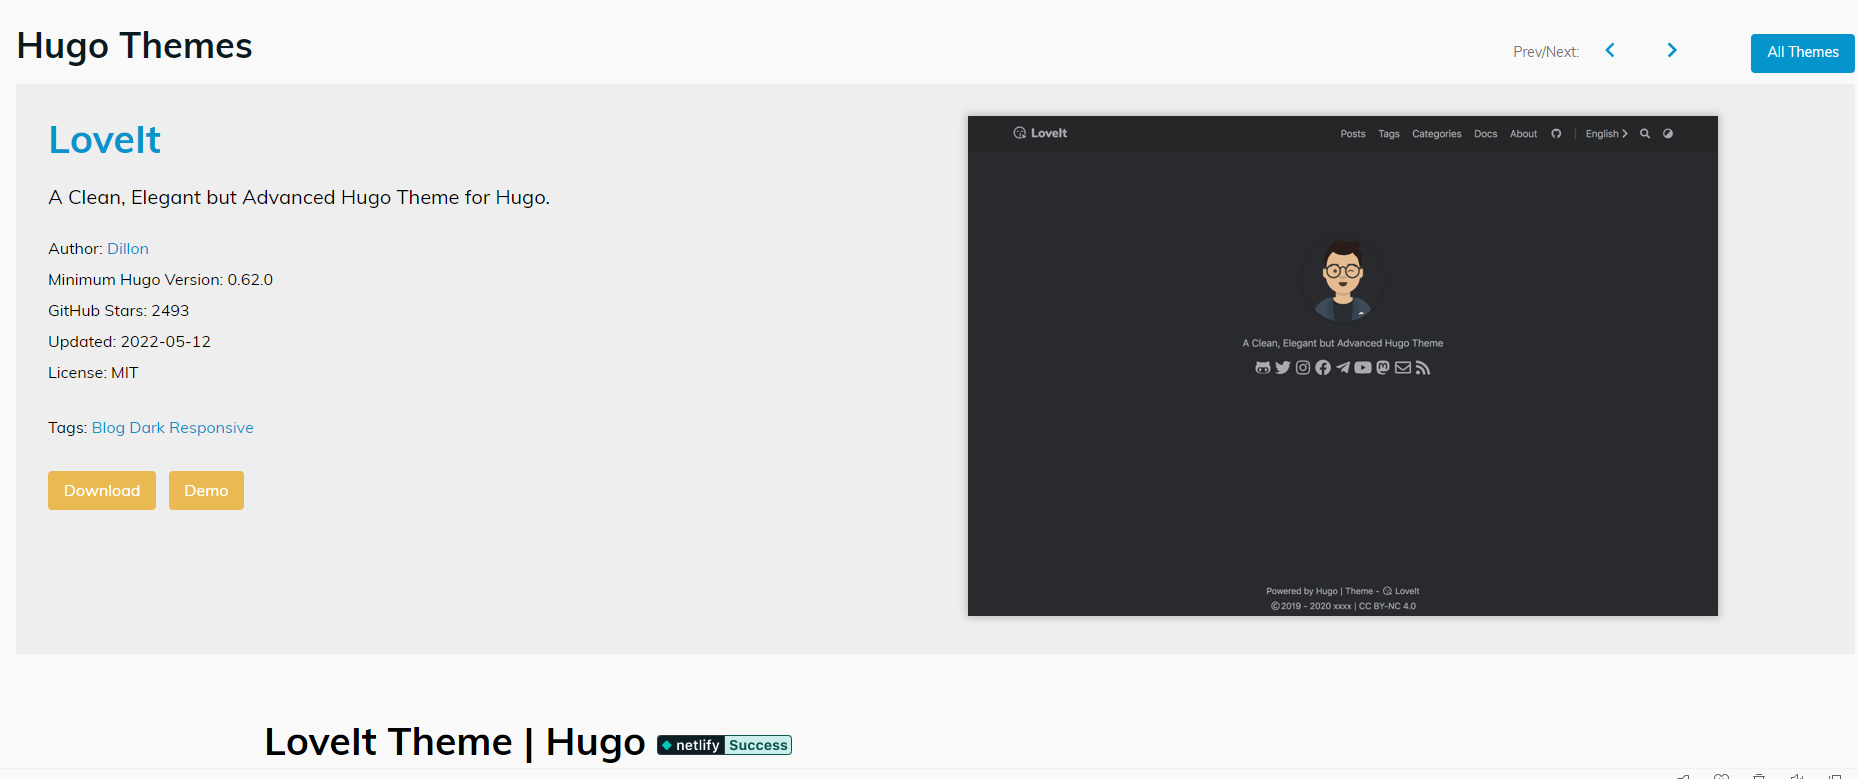 Hugo Themes
Prev/Next:
All Themes
LoveIt
A Clean, Elegant but Advanced Hugo Theme for Hugo.
Author: Dillon
Minimum Hugo Version: 0.62.0
GitHub Stars: 2493
Updated: 2022-05-12
License: MIT
Tags: Blog Dark Responsive
Download Demo
LoveIt Posts Tags Categories Docs About | English
A Clean, Elegant but Advanced Hugo Theme
Powered by Hugo | Theme - LoveIt
© 2019 - 2020 xxxx | CC BY-NC 4.0
LoveIt Theme | Hugo netlify Success